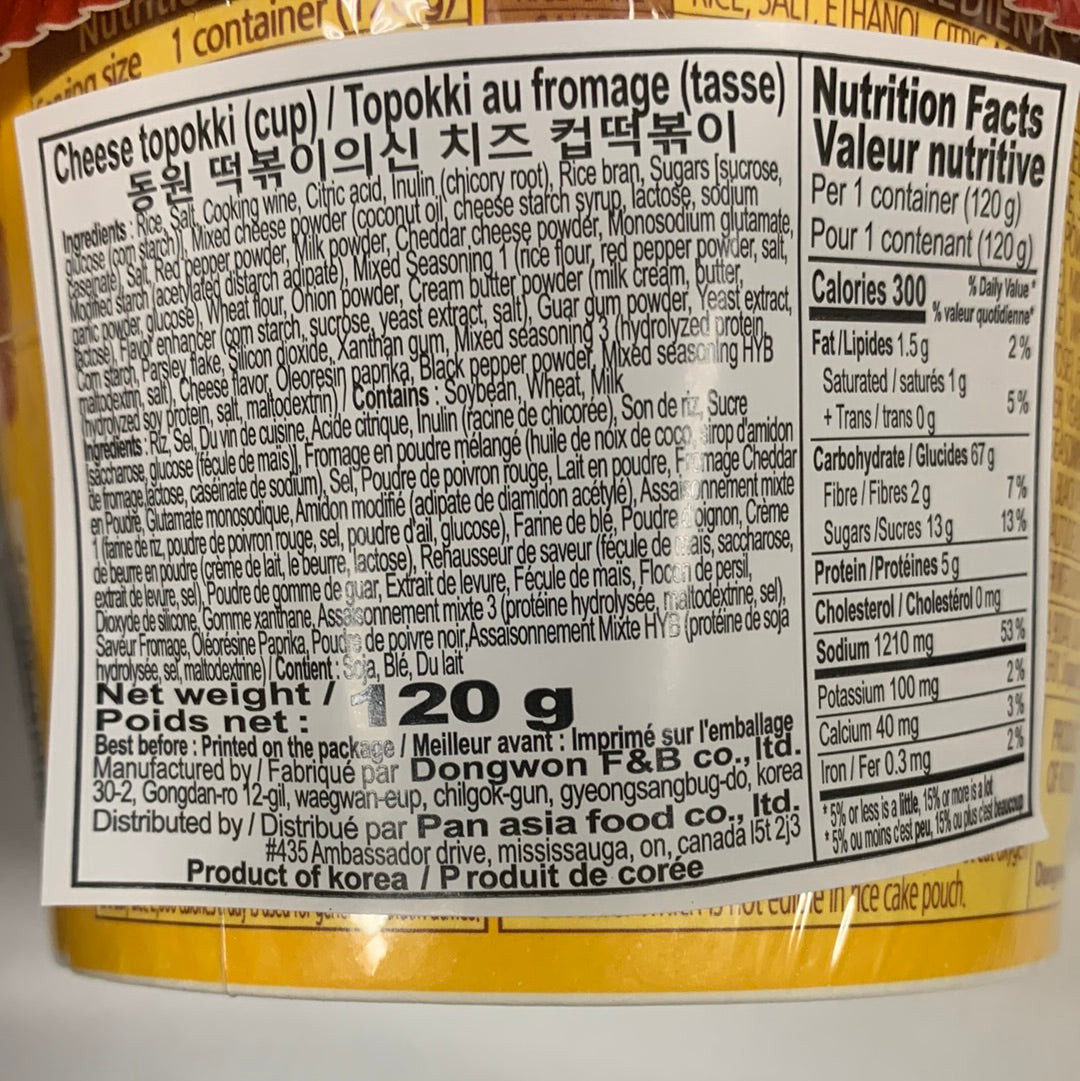 size 1 container
SALT, ETHANOL
Cheese topokki (cup) / Topokki au fromage (tasse)
동원 떡볶이의신 치즈 컵떡볶이
Ingredients : Rice, Salt, Cooking wine, Citric acid, Inulin (chicory root), Rice bran, Sugars [sucrose,
glucose (corn starch)], Mixed cheese powder (coconut oil, cheese starch syrup, lactose, sodium
caseinate), Salt, Red pepper powder, Milk powder, Cheddar cheese powder, Monosodium glutamate,
Modified starch (acetylated distarch adipate), Mixed Seasoning 1 (rice flour, red pepper powder, salt,
garlic powder, glucose), Wheat flour, Onion powder, Cream butter powder (milk cream, butter,
lactose), Flavor enhancer (corn starch, sucrose, yeast extract, salt), Guar gum powder, Yeast extract,
Corn starch, Parsley flake, Silicon dioxide, Xanthan gum, Mixed seasoning 3 (hydrolyzed protein,
maltodextrin, salt), Cheese flavor, Oleoresin paprika, Black pepper powder, Mixed seasoning HYB
(hydrolyzed soy protein, salt, maltodextrin) / Contains : Soybean, Wheat, Milk
Ingredients : Riz, Sel, Du vin de cuisine, Acide citrique, Inulin (racine de chicorée), Son de riz, Sucre
[saccharose, glucose (fécule de maïs)], Fromage en poudre mélangé (huile de noix de coco, sirop d'amidon
de fromage, lactose, caséinate de sodium), Sel, Poudre de poivron rouge, Lait en poudre, Fromage Cheddar
en Poudre, Glutamate monosodique, Amidon modifié (adipate de diamidon acétylé), Assaisonnement mixte
1 (farine de riz, poudre de poivron rouge, sel, poudre d'ail, glucose), Farine de blé, Poudre d'oignon, Crème
de beurre en poudre (crème de lait, le beurre, lactose), Rehausseur de saveur (fécule de maïs, saccharose,
extrait de levure, sel), Poudre de gomme de guar, Extrait de levure, Fécule de maïs, Flocon de persil,
Dioxyde de silicone, Gomme xanthane, Assaisonnement mixte 3 (protéine hydrolysée, maltodextrine, sel),
Saveur Fromage, Oléorésine Paprika, Poudre de poivre noir, Assaisonnement Mixte HYB (protéine de soja
hydrolysée, sel, maltodextrine) / Contient : Soja, Blé, Du lait
Net weight /
Poids net : 120 g
Best before : Printed on the package / Meilleur avant : Imprimé sur l'emballage
Manufactured by / Fabriqué par Dongwon F&B co., ltd.
30-2, Gongdan-ro 12-gil, waegwan-eup, chilgok-gun, gyeongsangbug-do, korea
Distributed by / Distribué par Pan asia food co., ltd.
#435 Ambassador drive, mississauga, on, canada l5t 2j3
Product of korea / Produit de corée
Nutrition Facts
Valeur nutritive
Per 1 container (120 g)
Pour 1 contenant (120 g)
Calories 300 % Daily Value*
% valeur quotidienne*
Fat / Lipides 1.5 g 2 %
Saturated / saturés 1 g
+ Trans / trans 0 g 5 %
Carbohydrate / Glucides 67 g
Fibre / Fibres 2 g 7 %
Sugars /Sucres 13 g 13 %
Protein /Protéines 5 g
Cholesterol / Cholestérol 0 mg
Sodium 1210 mg 53 %
Potassium 100 mg 2 %
Calcium 40 mg 3 %
Iron / Fer 0.3 mg 2 %
* 5% or less is a little, 15% or more is a lot
* 5% ou moins c'est peu, 15% ou plus c'est beaucoup
in rice cake pouch.